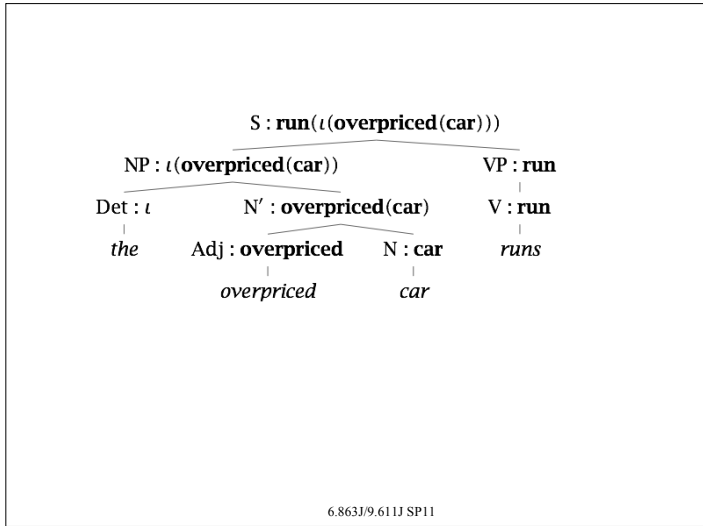 S : run(ι(overpriced(car)))
NP : ι(overpriced(car)) VP : run
Det : ι N′ : overpriced(car) V : run
the Adj : overpriced N : car runs
overpriced car
6.863J/9.611J SP11